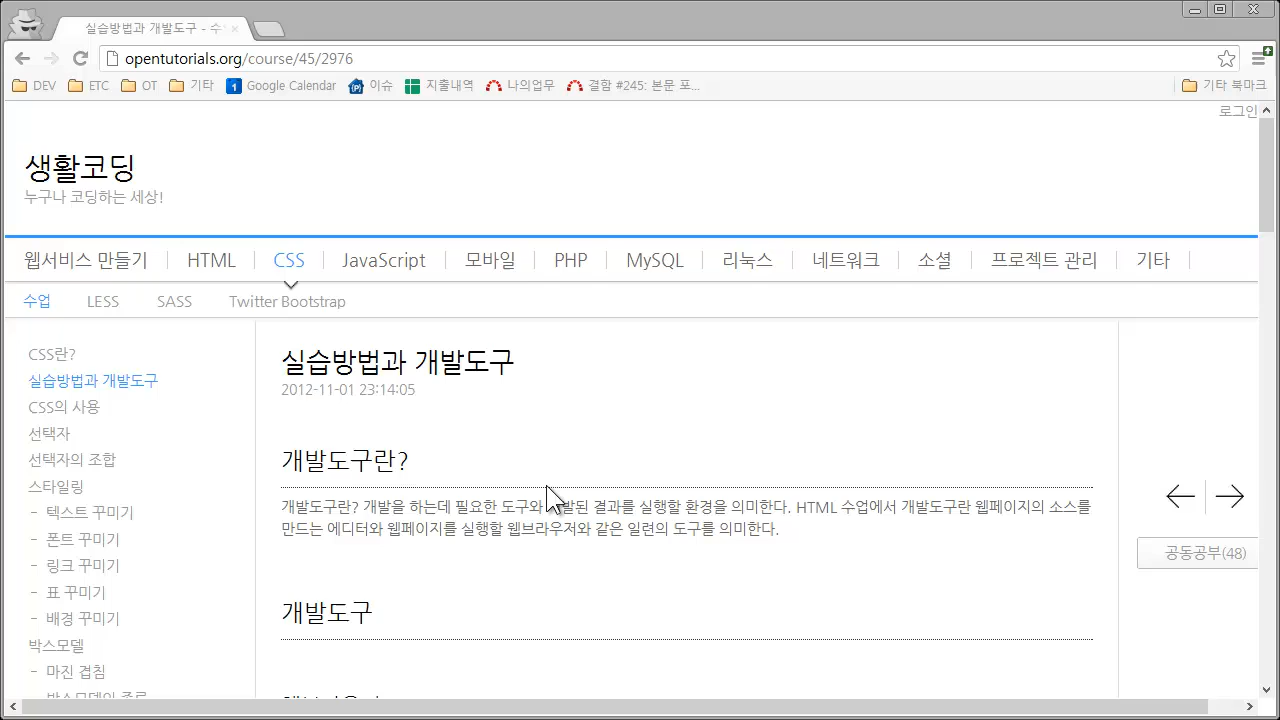 실습방법과 개발도구 - 수
opentutorials.org/course/45/2976
DEV ETC OT 기타 Google Calendar 이슈 지출내역 나의업무 결함 #245: 본문 포... 기타 북마크
로그인
생활코딩
누구나 코딩하는 세상!
웹서비스 만들기 HTML CSS JavaScript 모바일 PHP MySQL 리눅스 네트워크 소셜 프로젝트 관리 기타
수업 LESS SASS Twitter Bootstrap
CSS란?
실습방법과 개발도구
CSS의 사용
선택자
선택자의 조합
스타일링
- 텍스트 꾸미기
- 폰트 꾸미기
- 링크 꾸미기
- 표 꾸미기
- 배경 꾸미기
박스모델
- 마진 겹침
실습방법과 개발도구
2012-11-01 23:14:05
개발도구란?
개발도구란? 개발을 하는데 필요한 도구와 발된 결과를 실행할 환경을 의미한다. HTML 수업에서 개발도구란 웹페이지의 소스를
만드는 에디터와 웹페이지를 실행할 웹브라우저와 같은 일련의 도구를 의미한다.
개발도구
공동공부(48)